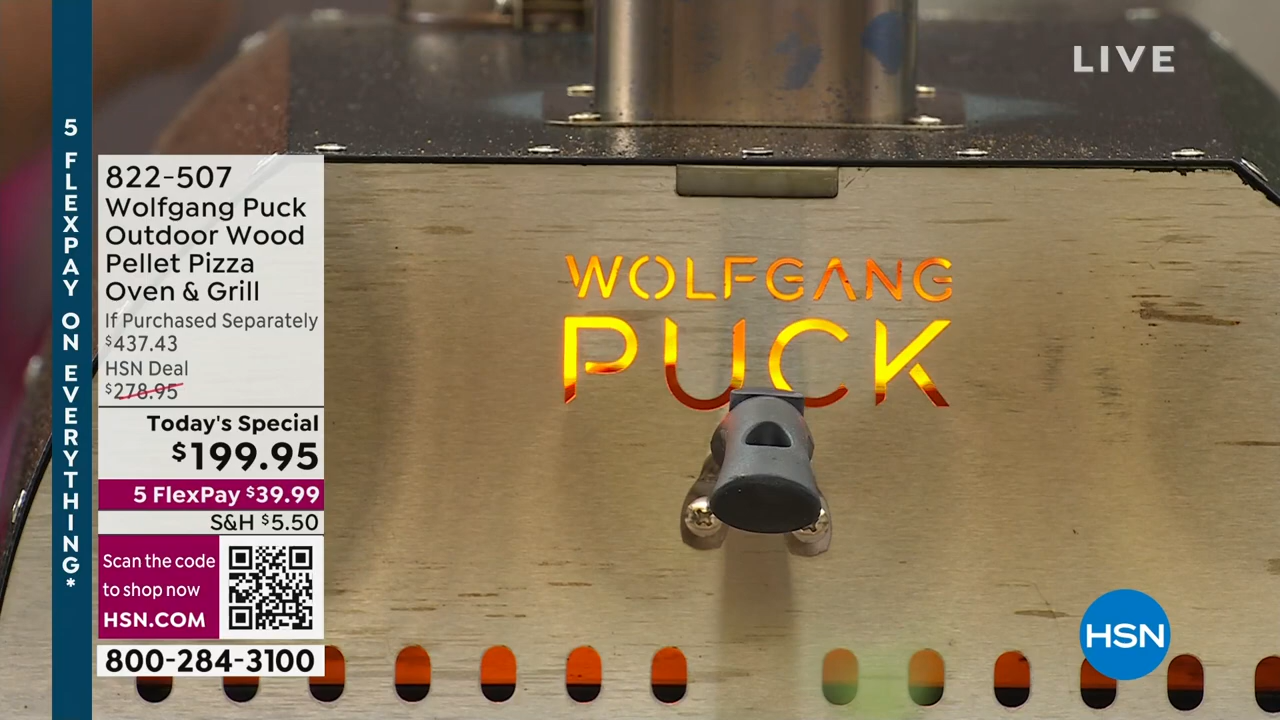 LIVE
5 FLEXPAY ON EVERYTHING*
822-507
Wolfgang Puck
Outdoor Wood
Pellet Pizza
Oven & Grill
If Purchased Separately
$437.43
HSN Deal
$278.95
Today's Special
$199.95
5 FlexPay $39.99
S&H $5.50
Scan the code
to shop now
HSN.COM
800-284-3100
WOLFGANG
PUCK
HSN